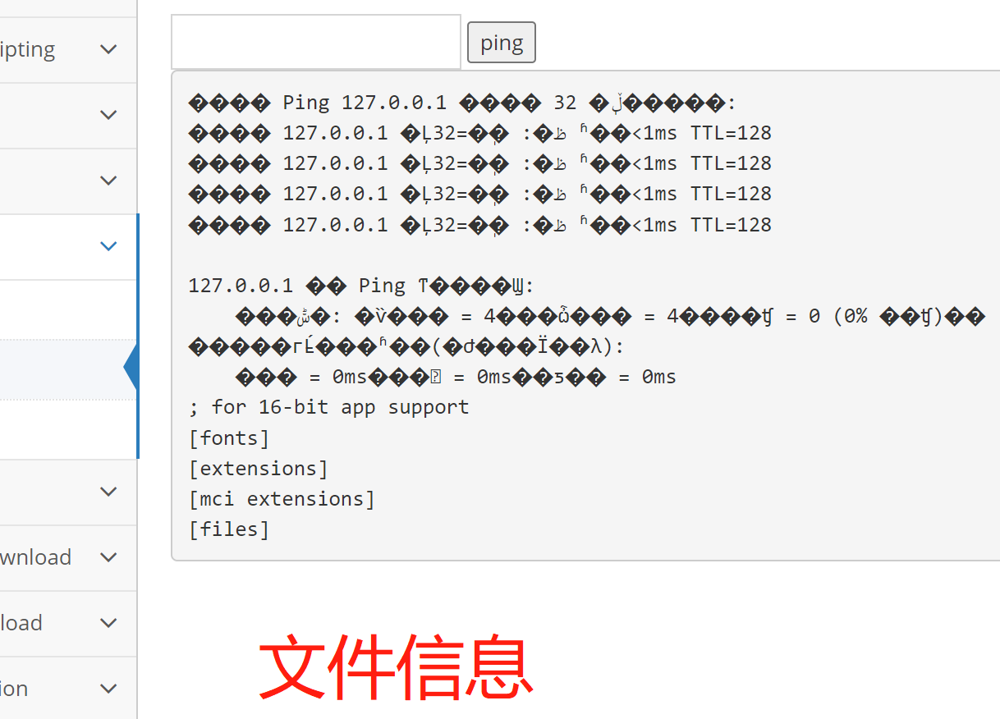 ipting
ping
���� Ping 127.0.0.1 ���� 32 �ֽڵ�����:
���� 127.0.0.1 �Ļظ�: �ֽ�=32 ʱ��<1ms TTL=128
���� 127.0.0.1 �Ļظ�: �ֽ�=32 ʱ��<1ms TTL=128
���� 127.0.0.1 �Ļظ�: �ֽ�=32 ʱ��<1ms TTL=128
���� 127.0.0.1 �Ļظ�: �ֽ�=32 ʱ��<1ms TTL=128
127.0.0.1 �� Ping ͳ����Ϣ:
���ݰ�: �ѷ��� = 4���ѽ��� = 4����ʧ = 0 (0% ��ʧ)��
�����г̵Ĺ���ʱ��(�Ժ���Ϊ��λ):
��� = 0ms��� = 0ms��ƽ�� = 0ms
; for 16-bit app support
[fonts]
[extensions]
[mci extensions]
[files]
wnload
load
ion
文件信息